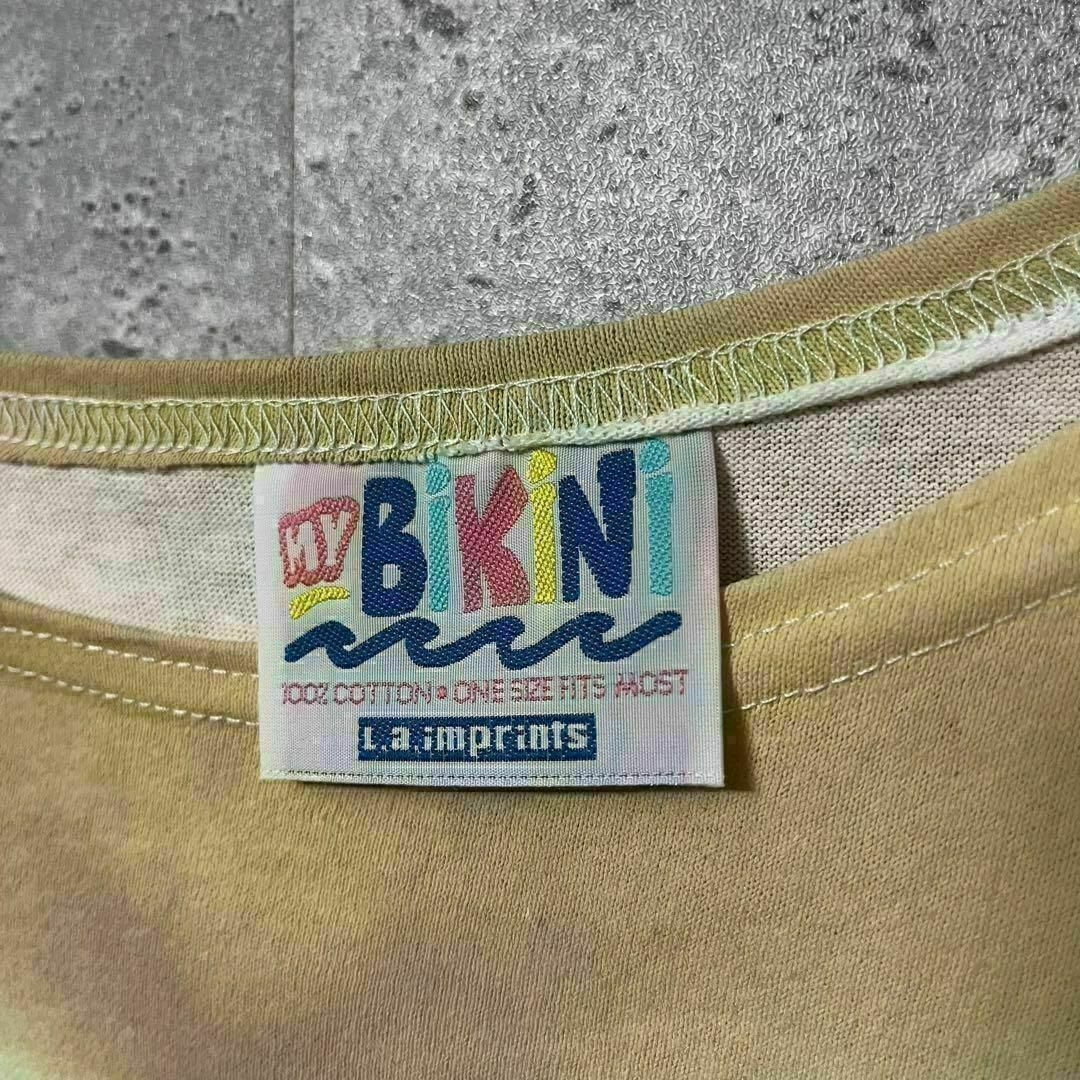 MY BiKiNi
100% COTTON • ONE SIZE FITS MOST
L.a.imprints